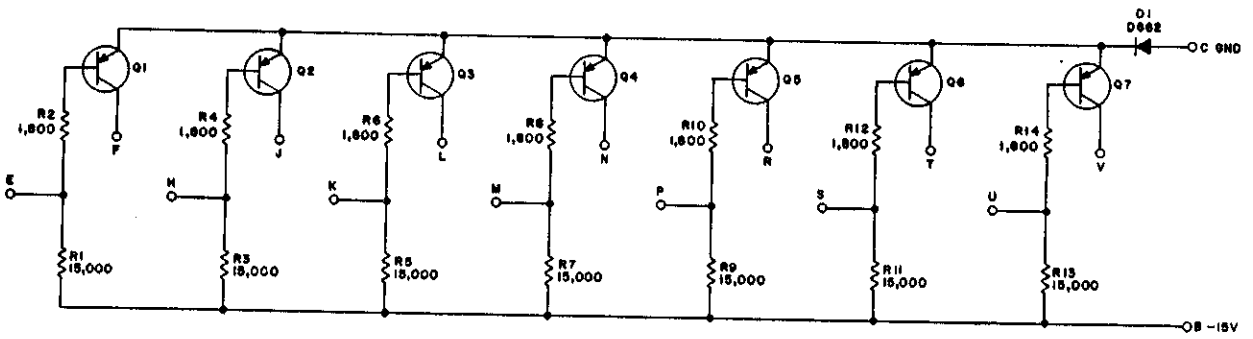 D1
D662
C GND
Q1
Q2
Q3
Q4
Q5
Q6
Q7
R2
1,800
R4
1,800
R6
1,800
R8
1,800
R10
1,800
R12
1,800
R14
1,800
F
J
L
N
R
T
V
E
H
K
M
P
S
U
R1
15,000
R3
15,000
R5
15,000
R7
15,000
R9
15,000
R11
15,000
R13
15,000
B -15V